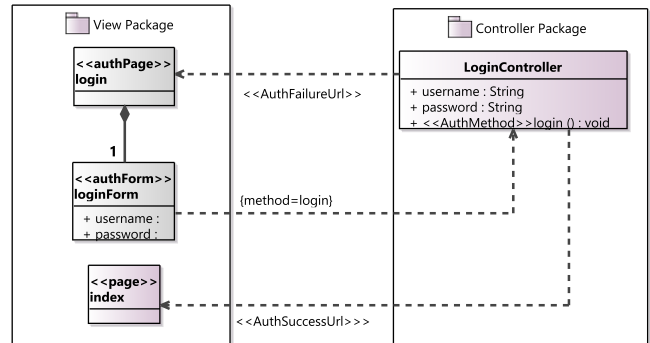 View Package
Controller Package
<<authPage>>
login
LoginController
+ username : String
+ password : String
+ <<AuthMethod>>login () : void
<<AuthFailureUrl>>
1
<<authForm>>
loginForm
+ username :
+ password :
{method=login}
<<page>>
index
<<AuthSuccessUrl>>>